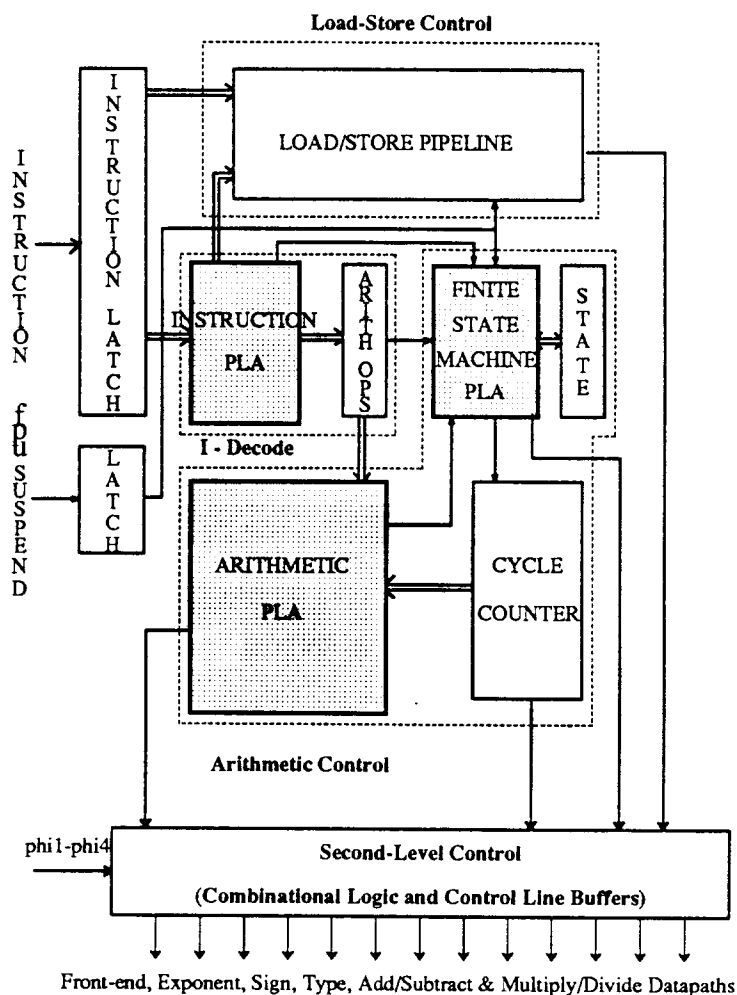 Load-Store Control
INSTRUCTION
INSTRUCTION LATCH
LOAD/STORE PIPELINE
INSTRUCTION
PLA
ARITH OPS
FINITE
STATE
MACHINE
PLA
STATE
I - Decode
fpu SUSPEND
LATCH
ARITHMETIC
PLA
CYCLE
COUNTER
Arithmetic Control
phi1-phi4
Second-Level Control
(Combinational Logic and Control Line Buffers)
Front-end, Exponent, Sign, Type, Add/Subtract & Multiply/Divide Datapaths